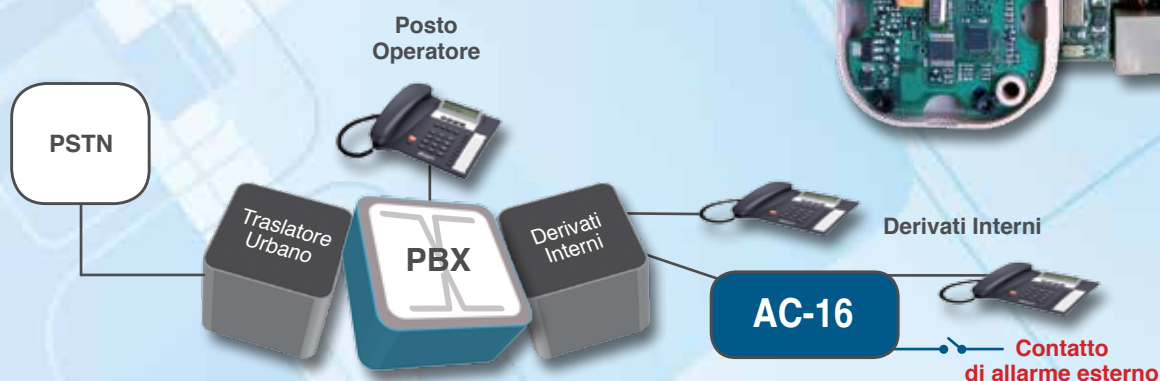 Posto
Operatore
PSTN
Traslatore
Urbano
PBX
Derivati
Interni
Derivati Interni
AC-16
Contatto
di allarme esterno